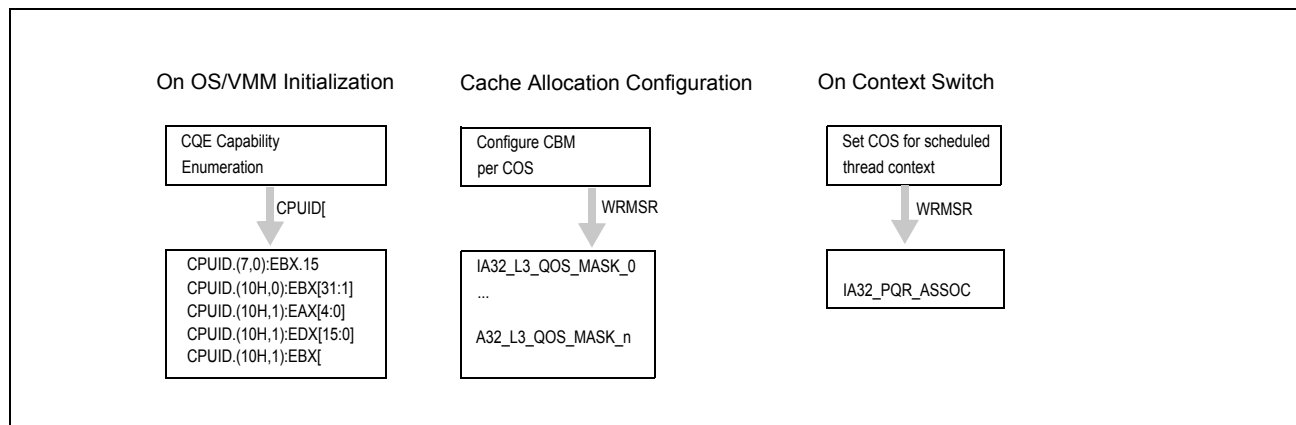 On OS/VMM Initialization
CQE Capability
Enumeration
CPUID[
CPUID.(7,0):EBX.15
CPUID.(10H,0):EBX[31:1]
CPUID.(10H,1):EAX[4:0]
CPUID.(10H,1):EDX[15:0]
CPUID.(10H,1):EBX[
Cache Allocation Configuration
Configure CBM
per COS
WRMSR
IA32_L3_QOS_MASK_0
...
A32_L3_QOS_MASK_n
On Context Switch
Set COS for scheduled
thread context
WRMSR
IA32_PQR_ASSOC